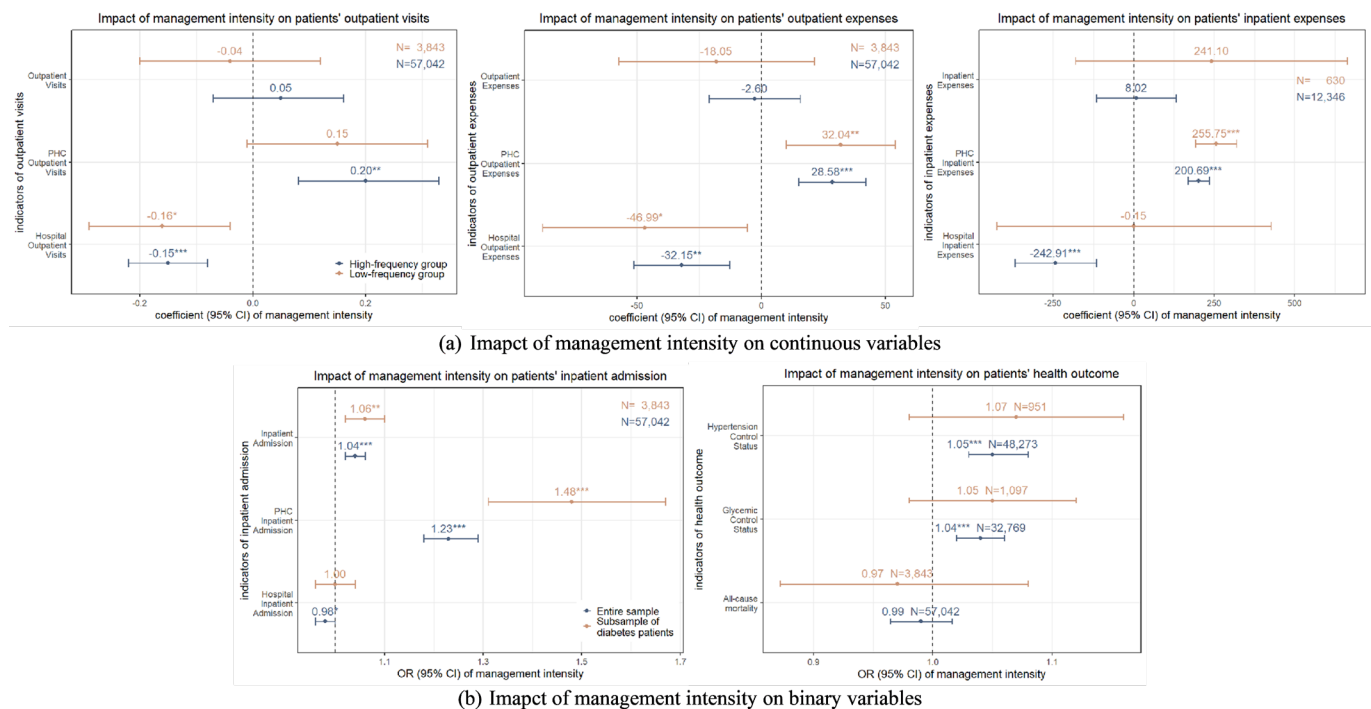 Impact of management intensity on patients' outpatient visits
indicators of outpatient visits
Outpatient
Visits
PHC
Outpatient
Visits
Hospital
Outpatient
Visits
N= 3,843
N=57,042
-0.04
0.05
0.15
0.20**
-0.16*
-0.15***
High-frequency group
Low-frequency group
-0.2
0.0
0.2
coefficient (95% CI) of management intensity
Impact of management intensity on patients' outpatient expenses
indicators of outpatient expenses
Outpatient
Expenses
PHC
Outpatient
Expenses
Hospital
Outpatient
Expenses
N= 3,843
N=57,042
-18.05
-2.60
32.04**
28.58***
-46.99*
-32.15**
-50
0
50
coefficient (95% CI) of management intensity
Impact of management intensity on patients' inpatient expenses
indicators of inpatient expenses
Inpatient
Expenses
PHC
Inpatient
Expenses
Hospital
Inpatient
Expenses
241.10
N= 630
N=12,346
8.02
255.75***
200.69***
-0.15
-242.91***
-250
0
250
500
coefficient (95% CI) of management intensity
(a) Imapct of management intensity on continuous variables
Impact of management intensity on patients' inpatient admission
indicators of inpatient admission
Inpatient
Admission
PHC
Inpatient
Admission
Hospital
Inpatient
Admission
N= 3,843
N=57,042
1.06**
1.04***
1.48***
1.23***
1.00
0.98*
Entire sample
Subsample of
diabetes patients
1.1
1.3
1.5
1.7
OR (95% CI) of management intensity
Impact of management intensity on patients' health outcome
indicators of health outcome
Hypertension
Control
Status
Glycemic
Control
Status
All-cause
mortality
1.07 N=951
1.05*** N=48,273
1.05 N=1,097
1.04*** N=32,769
0.97 N=3,843
0.99 N=57,042
0.9
1.0
1.1
OR (95% CI) of management intensity
(b) Imapct of management intensity on binary variables